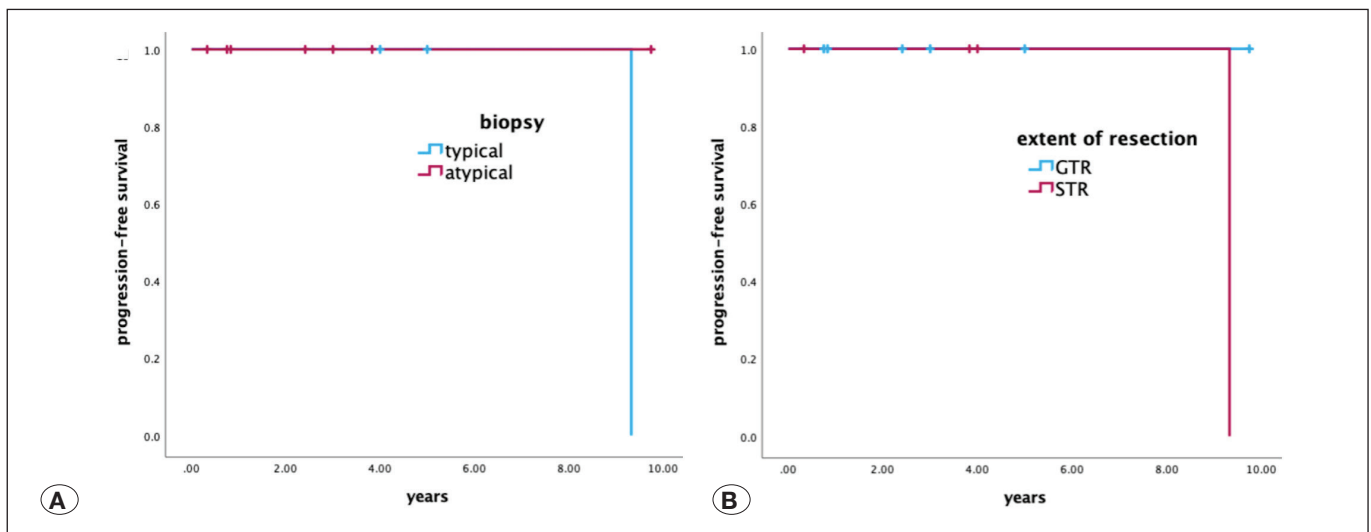 1.0
0.8
0.6
0.4
0.2
0.0
progression-free survival
biopsy
typical
atypical
.00 2.00 4.00 6.00 8.00 10.00
years
A
1.0
0.8
0.6
0.4
0.2
0.0
progression-free survival
extent of resection
GTR
STR
.00 2.00 4.00 6.00 8.00 10.00
years
B